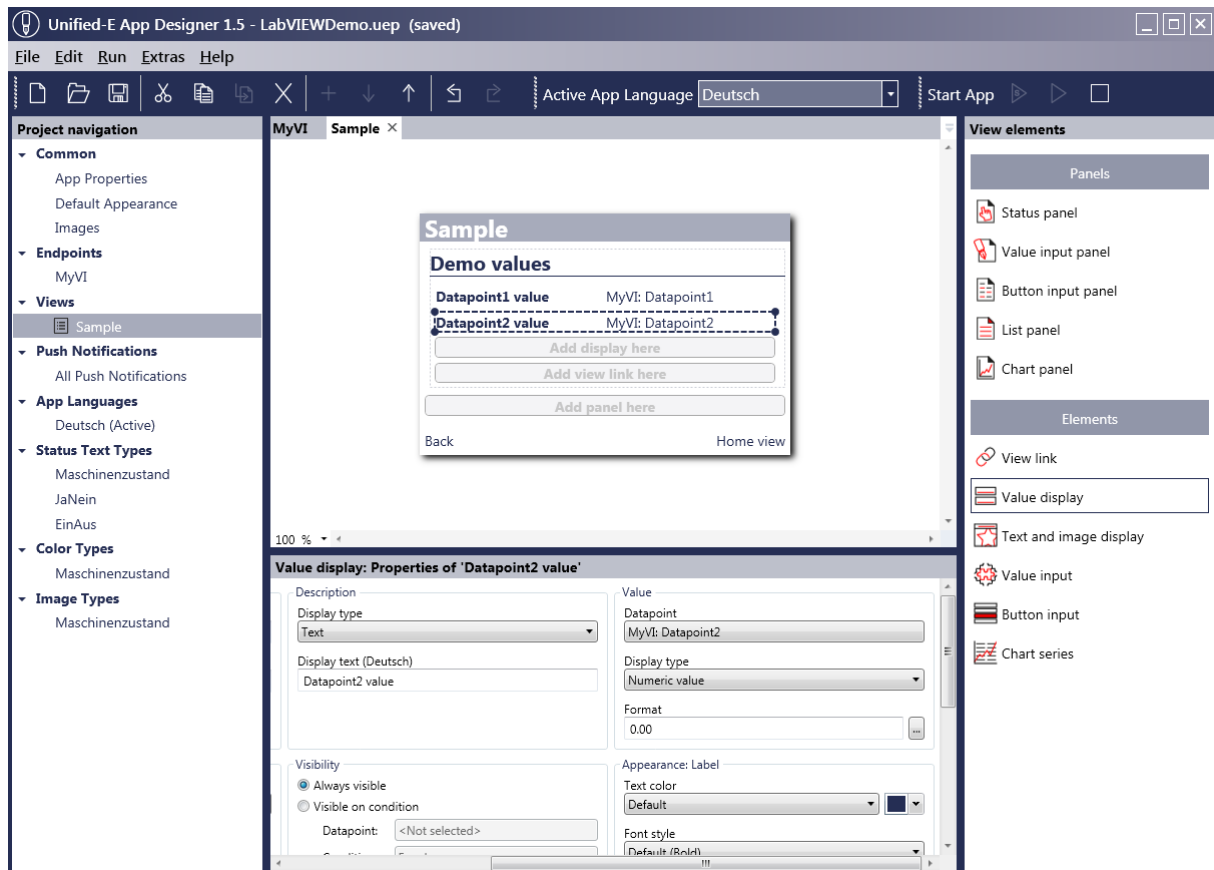 Unified-E App Designer 1.5 - LabVIEWDemo.uep (saved)
File Edit Run Extras Help
Active App Language Deutsch Start App
Project navigation
Common
App Properties
Default Appearance
Images
Endpoints
MyVI
Views
Sample
Push Notifications
All Push Notifications
App Languages
Deutsch (Active)
Status Text Types
Maschinenzustand
JaNein
EinAus
Color Types
Maschinenzustand
Image Types
Maschinenzustand
MyVI Sample
Sample
Demo values
Datapoint1 value MyVI: Datapoint1
Datapoint2 value MyVI: Datapoint2
Add display here
Add view link here
Add panel here
Back Home view
100 %
Value display: Properties of 'Datapoint2 value'
Description
Display type
Text
Display text (Deutsch)
Datapoint2 value
Value
Datapoint
MyVI: Datapoint2
Display type
Numeric value
Format
0.00
...
Visibility
Always visible
Visible on condition
Datapoint: <Not selected>
Appearance: Label
Text color
Default
Font style
Default (Bold)
View elements
Panels
Status panel
Value input panel
Button input panel
List panel
Chart panel
Elements
View link
Value display
Text and image display
Value input
Button input
Chart series